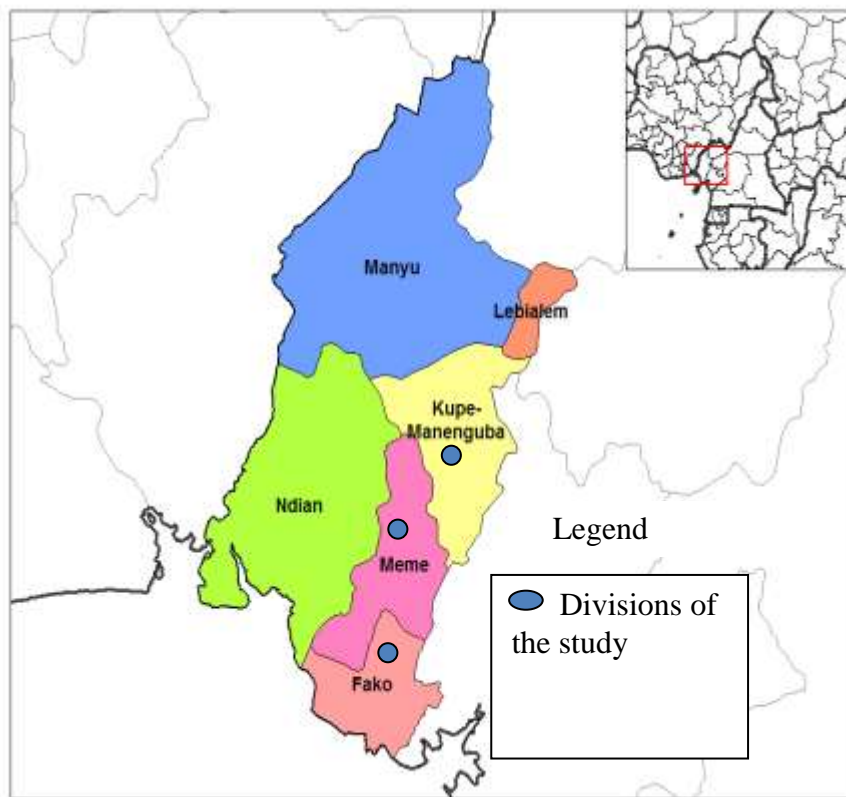 Manyu
Lebialem
Kupe-
Manenguba
Ndian
Legend
Meme
Divisions of
the study
Fako